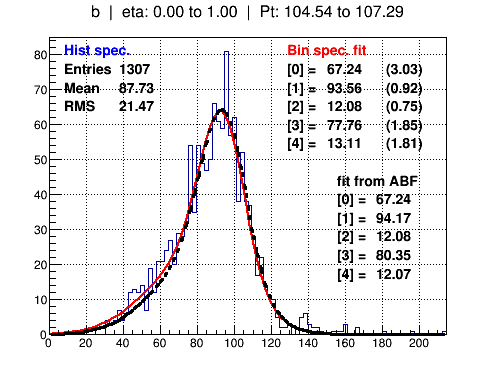 b | eta: 0.00 to 1.00 | Pt: 104.54 to 107.29
Hist spec.
Entries 1307
Mean 87.73
RMS 21.47
Bin spec. fit
[0] = 67.24 (3.03)
[1] = 93.56 (0.92)
[2] = 12.08 (0.75)
[3] = 77.76 (1.85)
[4] = 13.11 (1.81)
fit from ABF
[0] = 67.24
[1] = 94.17
[2] = 12.08
[3] = 80.35
[4] = 12.07
80
70
60
50
40
30
20
10
0
0 20 40 60 80 100 120 140 160 180 200